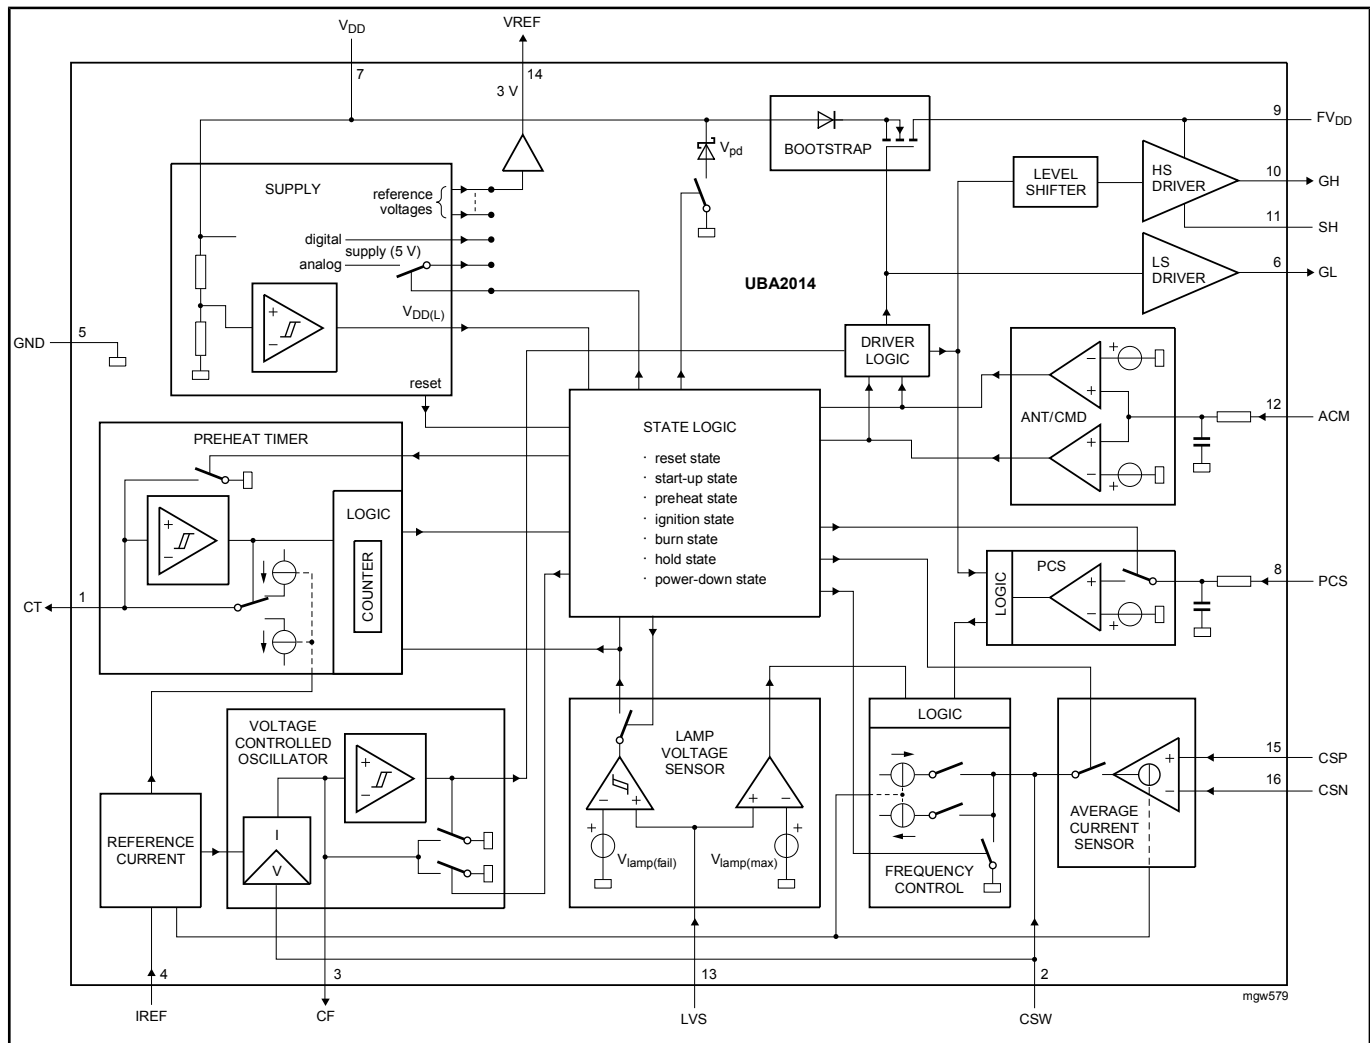 VDD
VREF
7
14
3 V
9
FVDD
BOOTSTRAP
Vpd
SUPPLY
reference
voltages
digital
supply (5 V)
analog
VDD(L)
reset
LEVEL
SHIFTER
HS
DRIVER
10
GH
11
SH
LS
DRIVER
6
GL
UBA2014
GND
5
DRIVER
LOGIC
ANT/CMD
12
ACM
PREHEAT TIMER
LOGIC
COUNTER
CT
1
STATE LOGIC
· reset state
· start-up state
· preheat state
· ignition state
· burn state
· hold state
· power-down state
LOGIC
PCS
8
PCS
VOLTAGE
CONTROLLED
OSCILLATOR
I
V
REFERENCE
CURRENT
LAMP
VOLTAGE
SENSOR
Vlamp(fail)
Vlamp(max)
LOGIC
FREQUENCY
CONTROL
AVERAGE
CURRENT
SENSOR
15
CSP
16
CSN
4
3
13
2
IREF
CF
LVS
CSW
mgw579